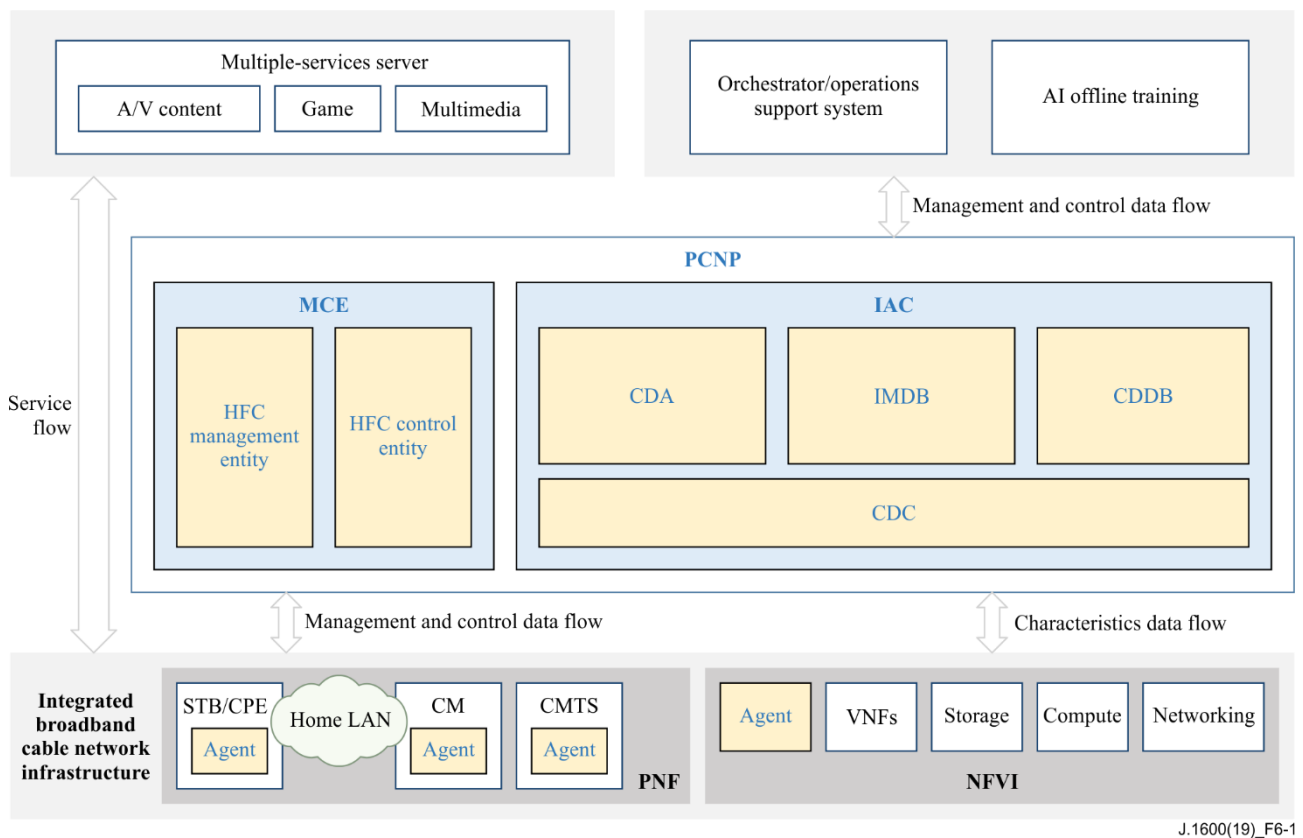 Multiple-services server
A/V content
Game
Multimedia
Orchestrator/operations
support system
AI offline training
Management and control data flow
PCNP
MCE
IAC
HFC
management
entity
HFC control
entity
CDA
IMDB
CDDB
CDC
Service
flow
Management and control data flow
Characteristics data flow
Integrated
broadband
cable network
infrastructure
STB/CPE
Agent
Home LAN
CM
Agent
CMTS
Agent
PNF
Agent
VNFs
Storage
Compute
Networking
NFVI
J.1600(19)_F6-1